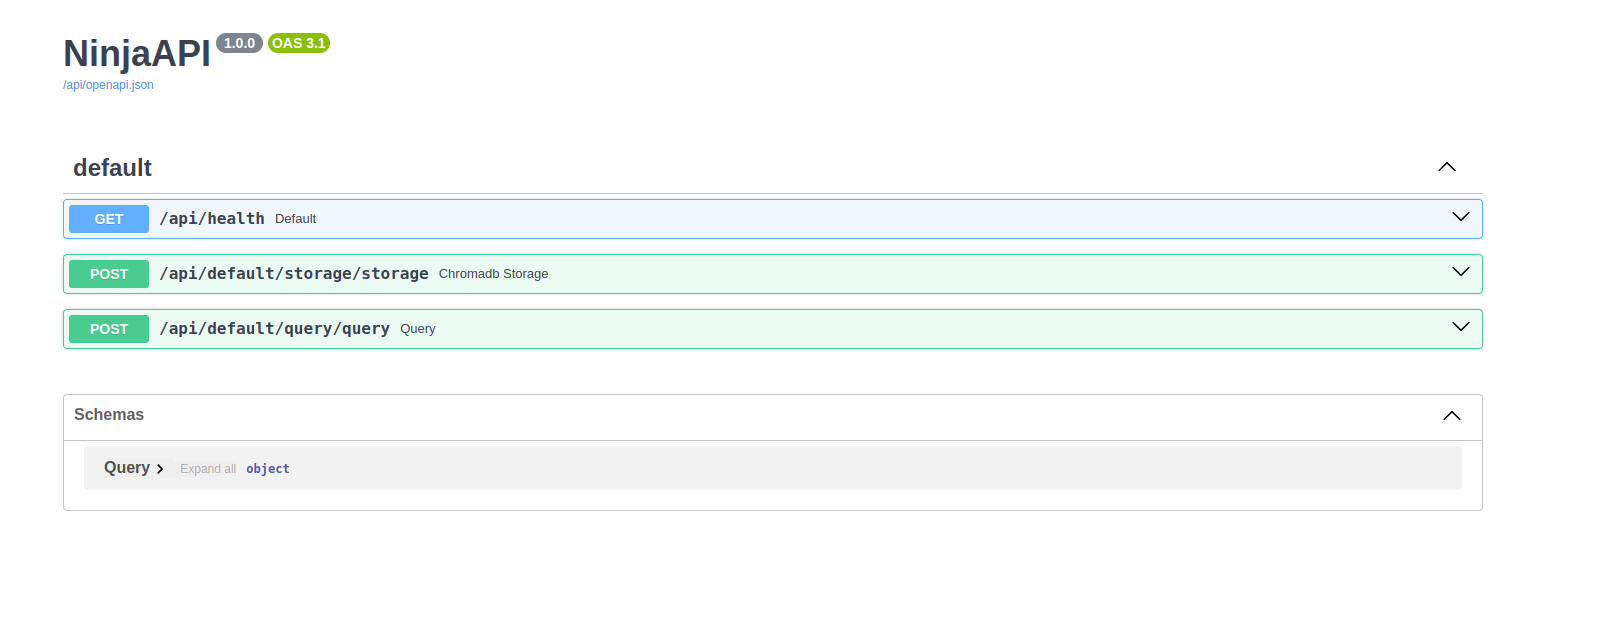 NinjaAPI 1.0.0 OAS 3.1
/api/openapi.json
default
GET /api/health Default
POST /api/default/storage/storage Chromadb Storage
POST /api/default/query/query Query
Schemas
Query Expand all object